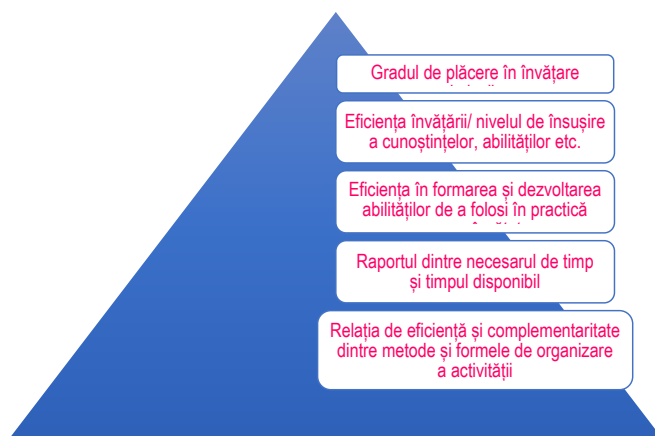 Gradul de plăcere în învățare
Eficiența învățării/ nivelul de însușire
a cunoștințelor, abilităților etc.
Eficiența în formarea și dezvoltarea
abilităților de a folosi în practică
Raportul dintre necesarul de timp
și timpul disponibil
Relația de eficiență și complementaritate
dintre metode și formele de organizare
a activității